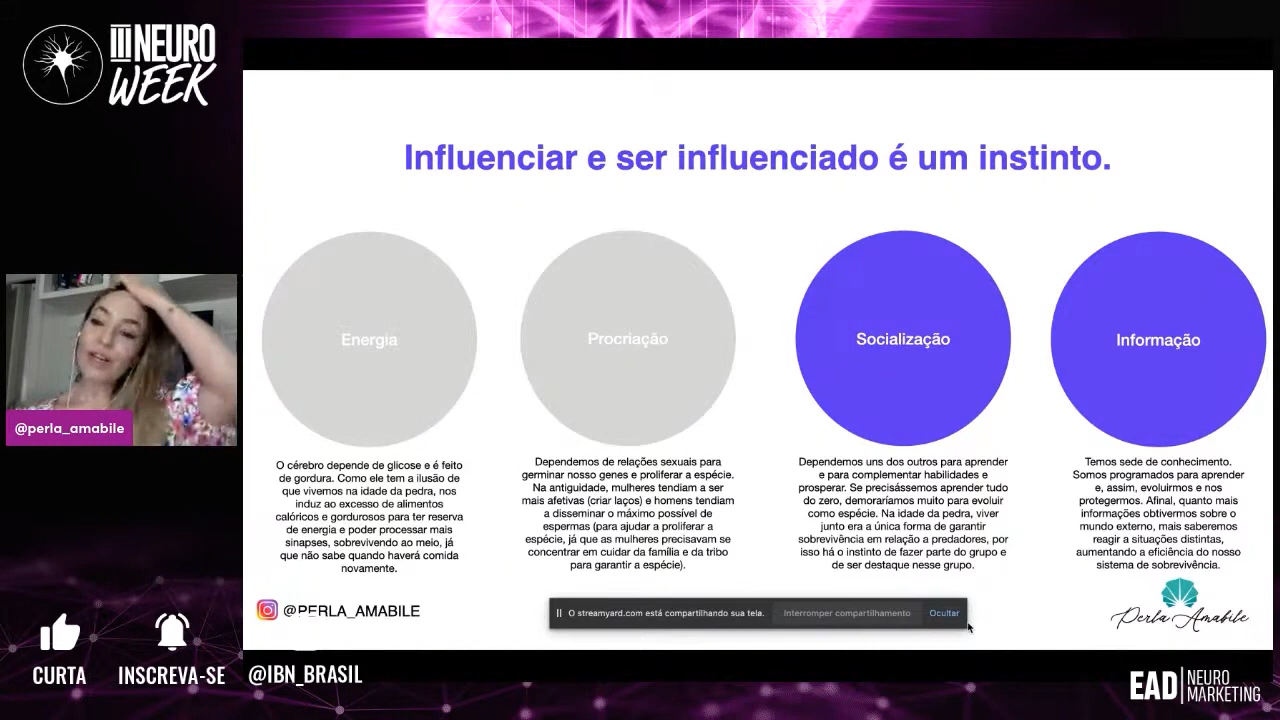 III NEURO
WEEK
Influenciar e ser influenciado é um instinto.
Energia
Procriação
Socialização
Informação
O cérebro depende de glicose e é feito
de gordura. Como ele tem a ilusão de
que vivemos na idade da pedra, nos
induz ao excesso de alimentos
calóricos e gordurosos para ter reserva
de energia e poder processar mais
sinapses, sobrevivendo ao meio, já
que não sabe quando haverá comida
novamente.
Dependemos de relações sexuais para
germinar nosso genes e proliferar a espécie.
Na antiguidade, mulheres tendiam a ser
mais afetivas (criar laços) e homens tendiam
a disseminar o máximo possível de
espermas (para ajudar a proliferar a
espécie, já que as mulheres precisavam se
concentrar em cuidar da família e da tribo
para garantir a espécie).
Dependemos uns dos outros para aprender
e para complementar habilidades e
prosperar. Se precisássemos aprender tudo
do zero, demoraríamos muito para evoluir
como espécie. Na idade da pedra, viver
junto era a única forma de garantir
sobrevivência em relação a predadores, por
isso há o instinto de fazer parte do grupo e
de ser destaque nesse grupo.
Temos sede de conhecimento.
Somos programados para aprender
e, assim, evoluirmos e nos
protegermos. Afinal, quanto mais
informações obtivermos sobre o
mundo externo, mais saberemos
reagir a situações distintas,
aumentando a eficiência do nosso
sistema de sobrevivência.
@perla_amabile
@PERLA_AMABILE
O streamyard.com está compartilhando sua tela.
Interromper compartilhamento
Ocultar
Perla Amabile
CURTA
INSCREVA-SE
@IBN_BRASIL
EAD NEURO
MARKETING